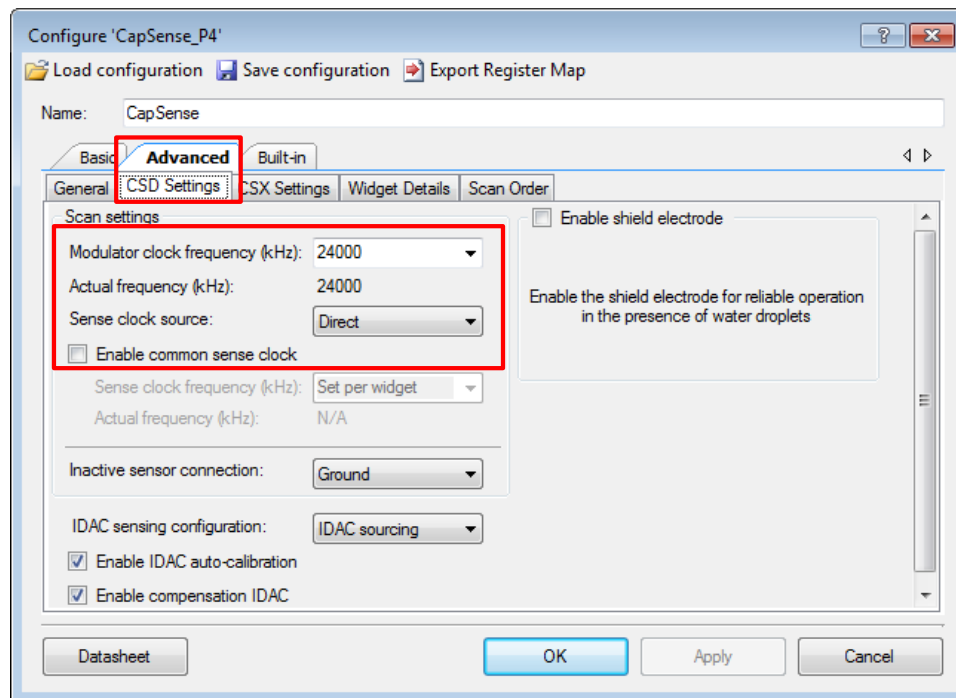 Configure 'CapSense_P4'
Load configuration Save configuration Export Register Map
Name: CapSense
Basic Advanced Built-in
General CSD Settings CSX Settings Widget Details Scan Order
Scan settings
Enable shield electrode
Modulator clock frequency (kHz): 24000
Actual frequency (kHz): 24000
Sense clock source: Direct
Enable common sense clock
Sense clock frequency (kHz): Set per widget
Actual frequency (kHz): N/A
Inactive sensor connection: Ground
Enable the shield electrode for reliable operation
in the presence of water droplets
IDAC sensing configuration: IDAC sourcing
Enable IDAC auto-calibration
Enable compensation IDAC
Datasheet OK Apply Cancel